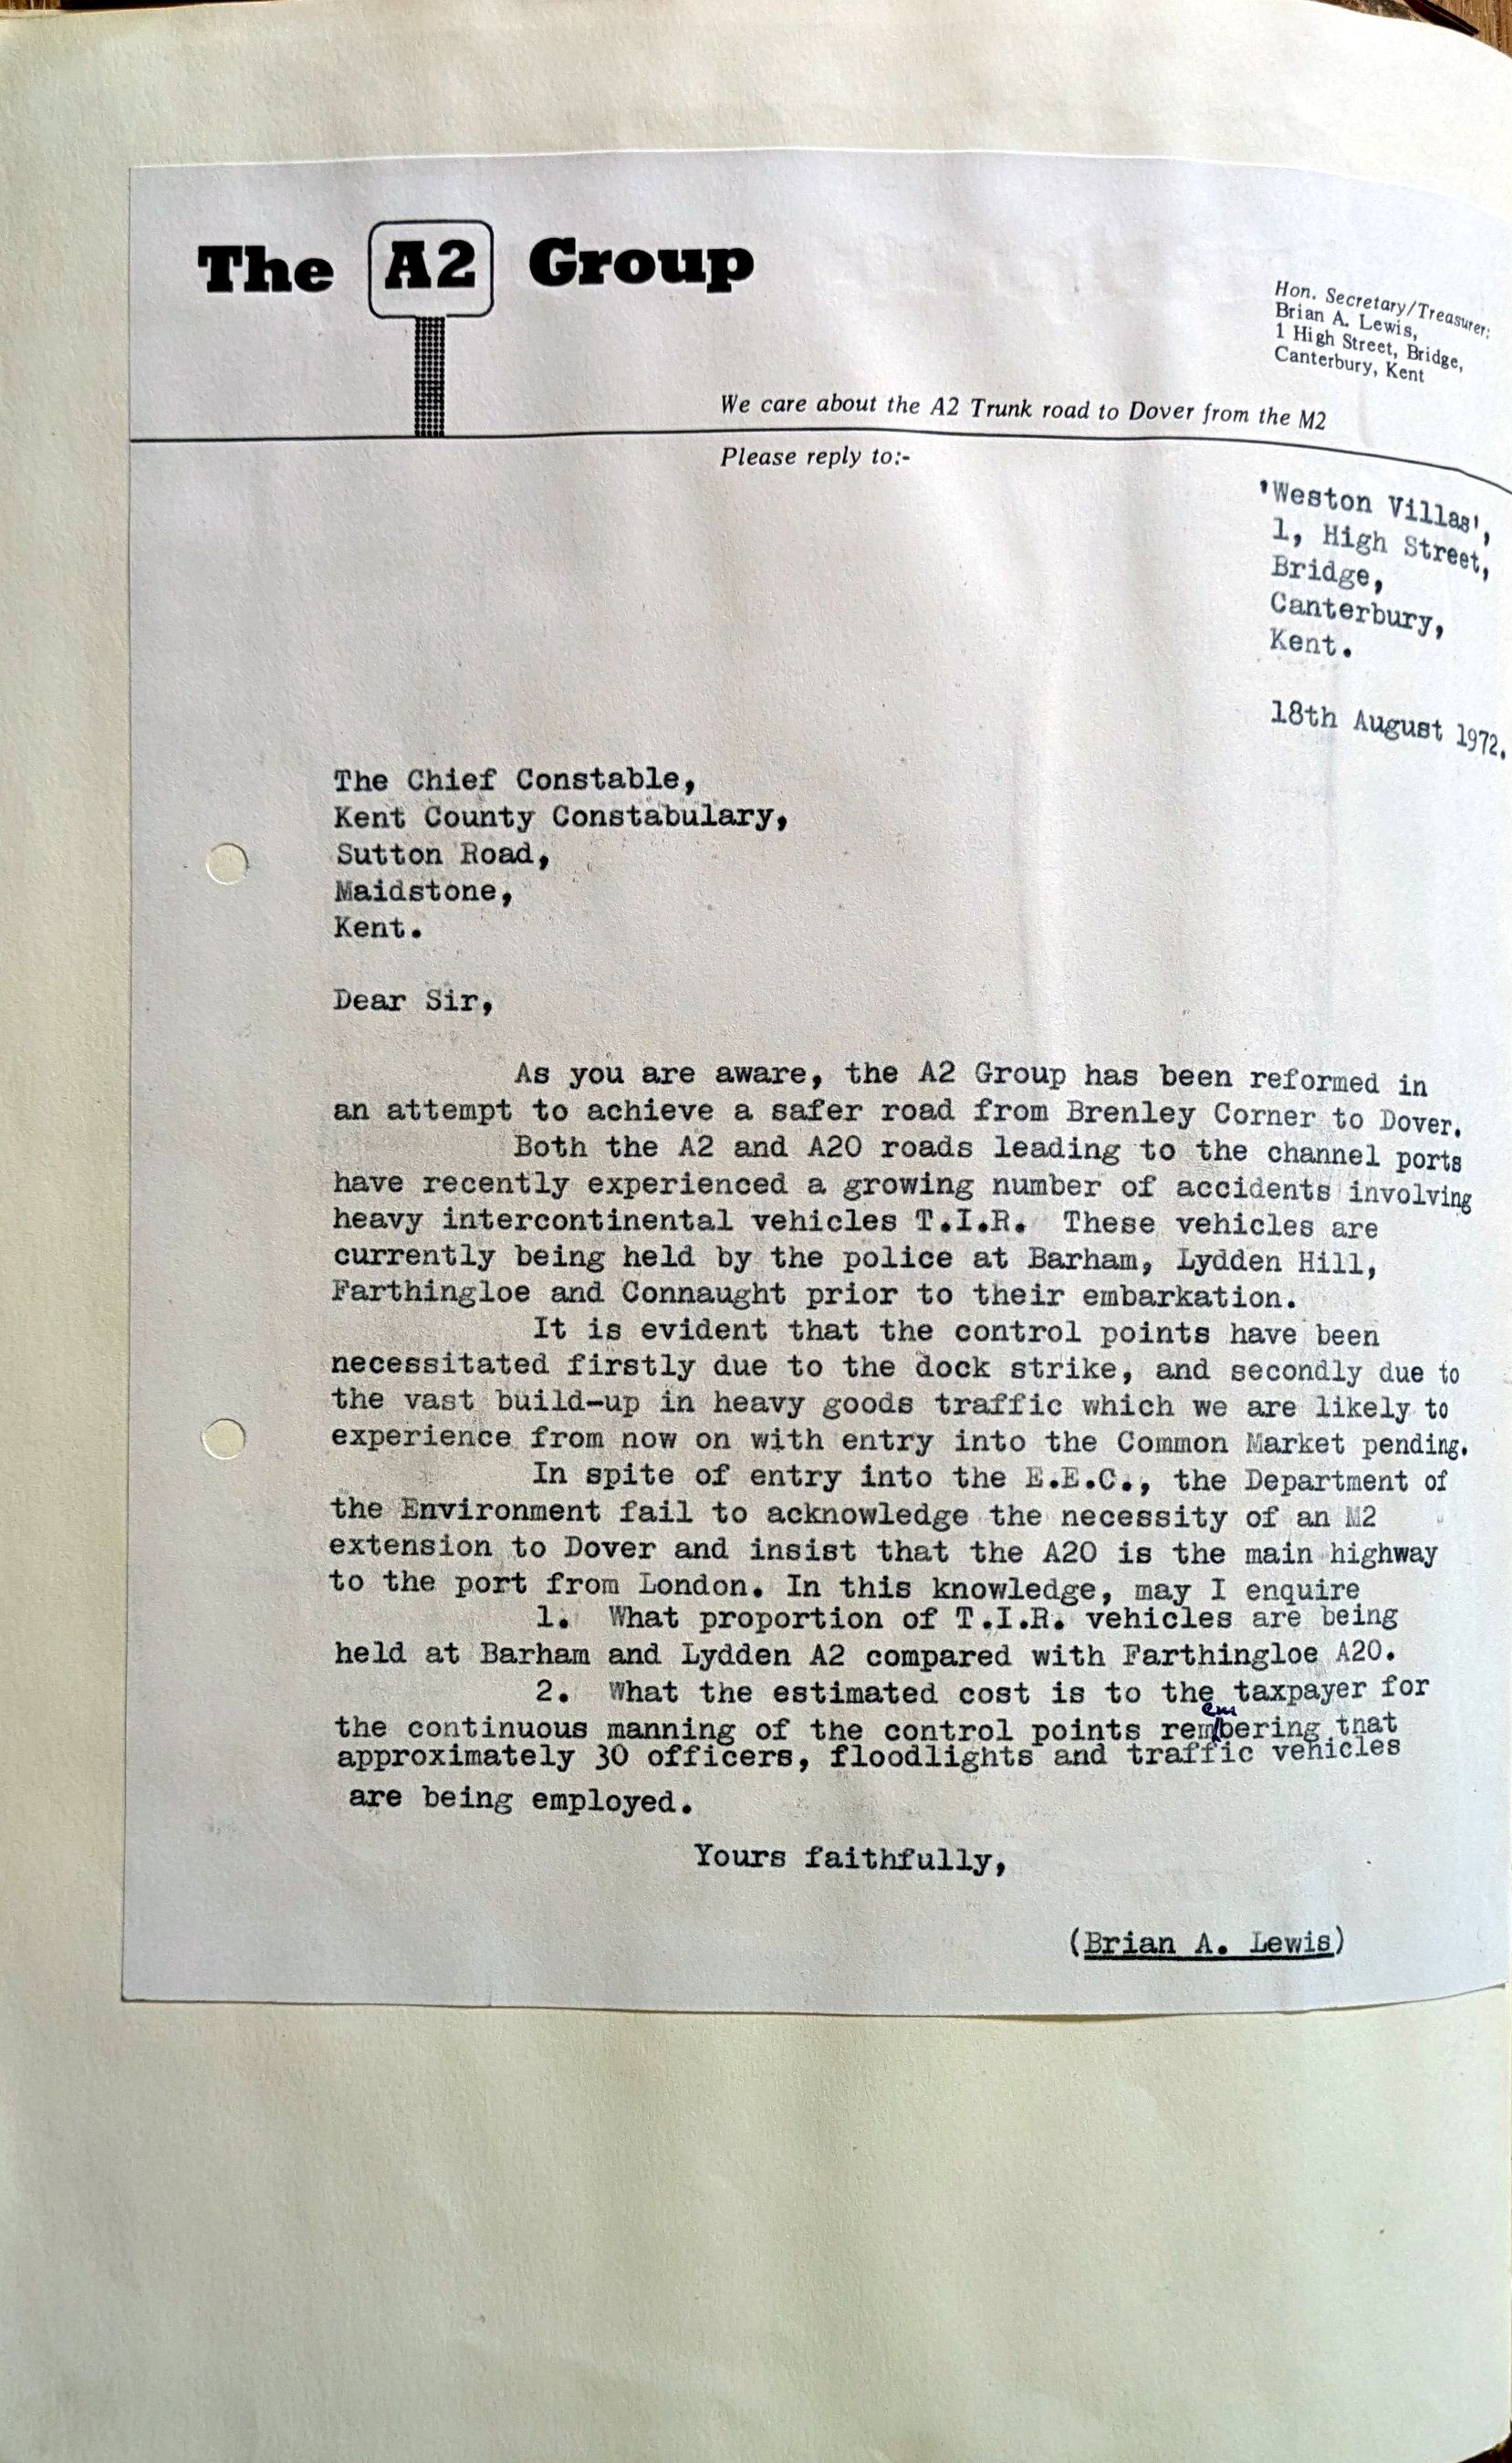 The A2 Group
Hon. Secretary/Treasurer:
Brian A. Lewis,
1 High Street, Bridge,
Canterbury, Kent
We care about the A2 Trunk road to Dover from the M2
Please reply to:-
'Weston Villas',
1, High Street,
Bridge,
Canterbury,
Kent.
18th August 1972.
The Chief Constable,
Kent County Constabulary,
Sutton Road,
Maidstone,
Kent.
Dear Sir,
As you are aware, the A2 Group has been reformed in
an attempt to achieve a safer road from Brenley Corner to Dover.
Both the A2 and A20 roads leading to the channel ports
have recently experienced a growing number of accidents involving
heavy intercontinental vehicles T.I.R. These vehicles are
currently being held by the police at Barham, Lydden Hill,
Farthingloe and Connaught prior to their embarkation.
It is evident that the control points have been
necessitated firstly due to the dock strike, and secondly due to
the vast build-up in heavy goods traffic which we are likely to
experience from now on with entry into the Common Market pending.
In spite of entry into the E.E.C., the Department of
the Environment fail to acknowledge the necessity of an M2
extension to Dover and insist that the A20 is the main highway
to the port from London. In this knowledge, may I enquire
1. What proportion of T.I.R. vehicles are being
held at Barham and Lydden A2 compared with Farthingloe A20.
2. What the estimated cost is to the taxpayer for
em
the continuous manning of the control points rembering that
approximately 30 officers, floodlights and traffic vehicles
are being employed.
Yours faithfully,
(Brian A. Lewis)